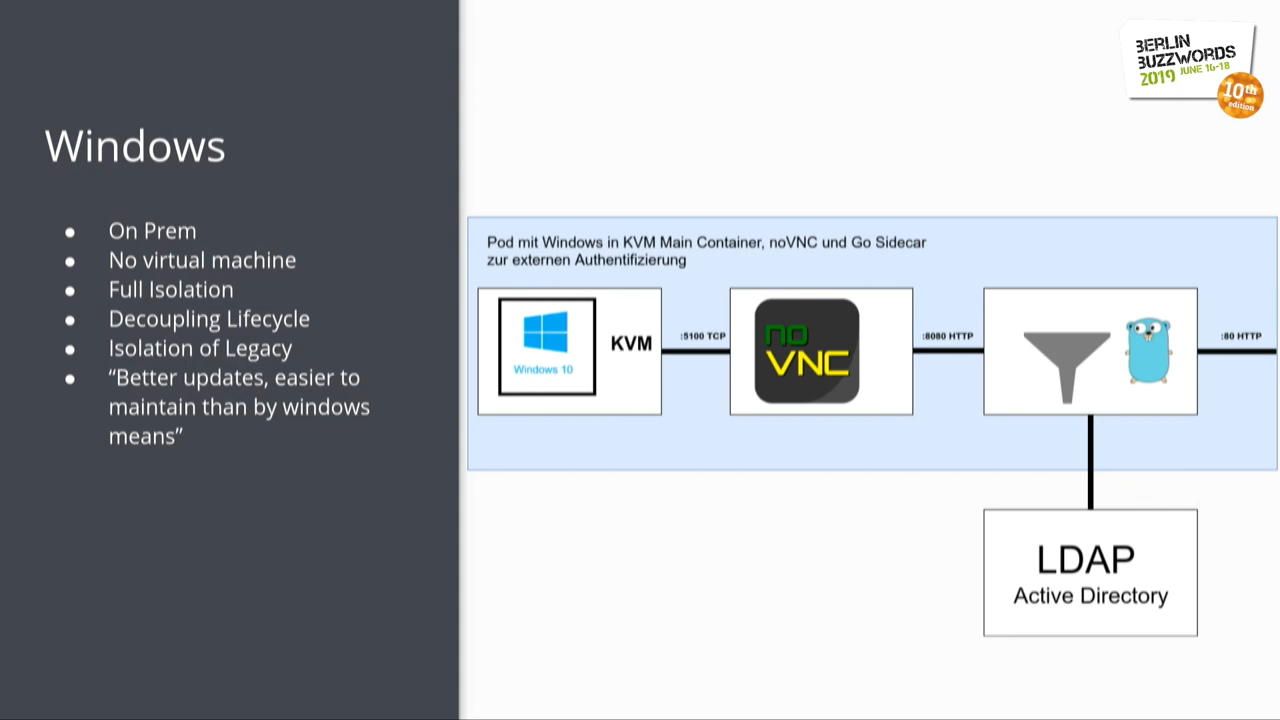 BERLIN
BUZZWORDS
2019 JUNE 16-18
10th
edition
Windows
● On Prem
● No virtual machine
● Full Isolation
● Decoupling Lifecycle
● Isolation of Legacy
● “Better updates, easier to
maintain than by windows
means”
Pod mit Windows in KVM Main Container, noVNC und Go Sidecar
zur externen Authentifizierung
Windows 10
KVM
:5100 TCP
no
VNC
:8080 HTTP
:80 HTTP
LDAP
Active Directory